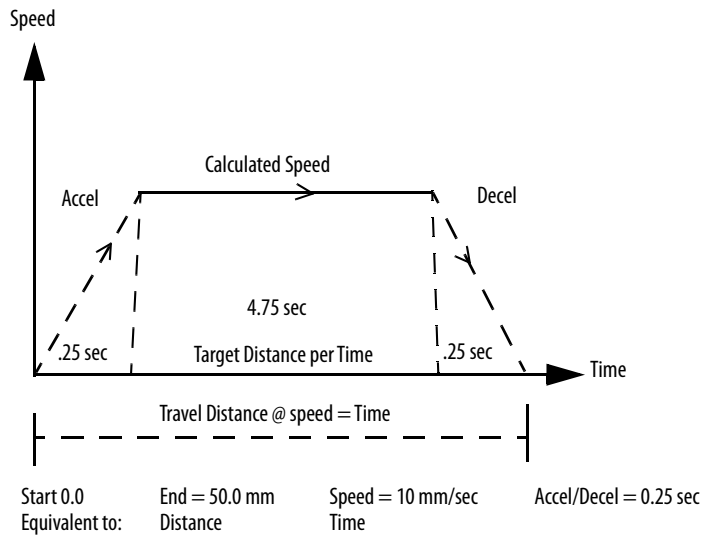 Speed
Calculated Speed
Accel
Decel
4.75 sec
.25 sec
Target Distance per Time
.25 sec
Time
Travel Distance @ speed = Time
Start 0.0 End = 50.0 mm Speed = 10 mm/sec Accel/Decel = 0.25 sec
Equivalent to: Distance Time